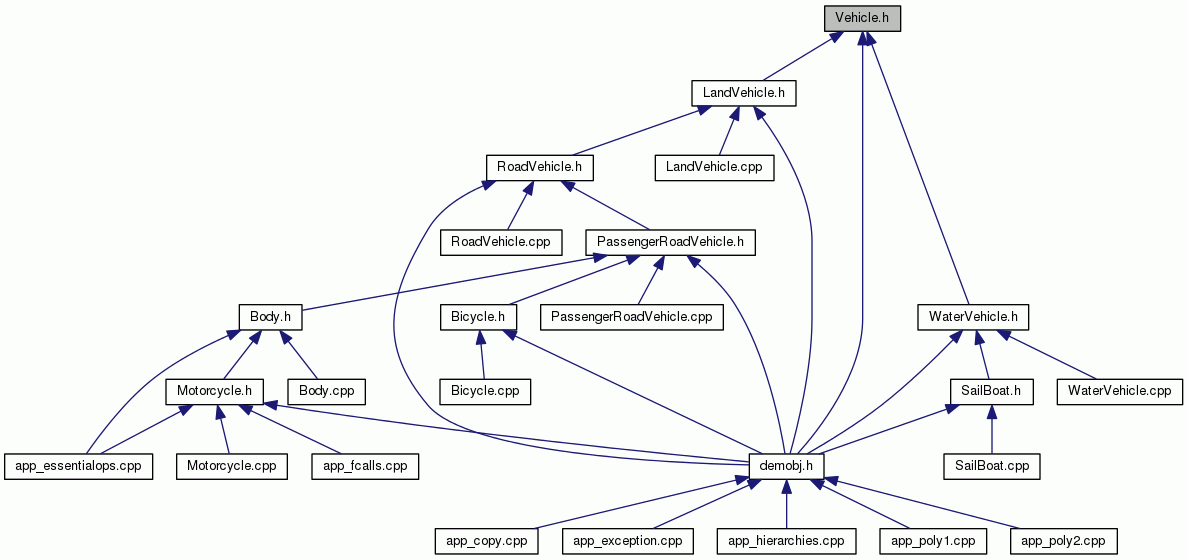 Vehicle.h
LandVehicle.h
RoadVehicle.h
LandVehicle.cpp
RoadVehicle.cpp
PassengerRoadVehicle.h
Body.h
Bicycle.h
PassengerRoadVehicle.cpp
WaterVehicle.h
Motorcycle.h
Body.cpp
Bicycle.cpp
SailBoat.h
WaterVehicle.cpp
app_essentialops.cpp
Motorcycle.cpp
app_fcalls.cpp
demobj.h
SailBoat.cpp
app_copy.cpp
app_exception.cpp
app_hierarchies.cpp
app_poly1.cpp
app_poly2.cpp